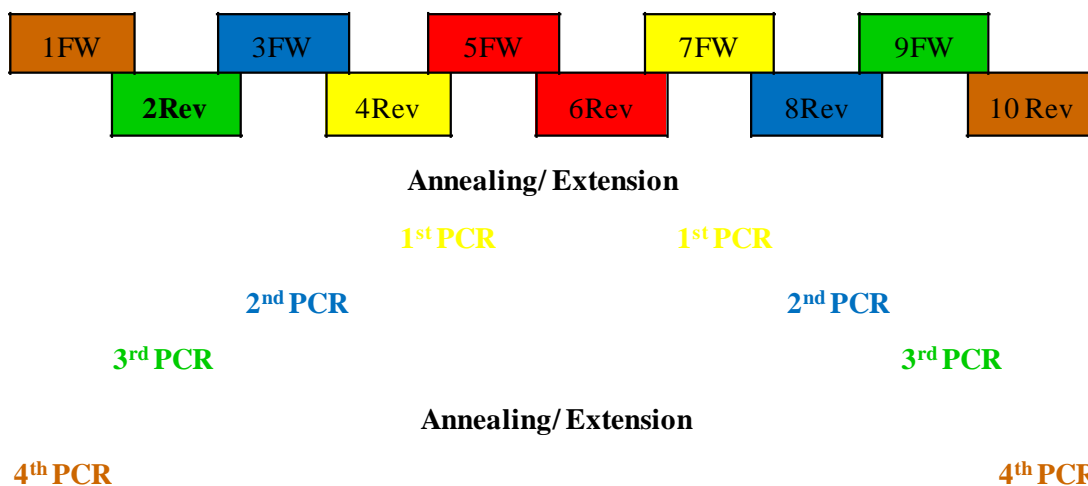 1FW 3FW 5FW 7FW 9FW
2Rev 4Rev 6Rev 8Rev 10 Rev
Annealing/ Extension
1st PCR 1st PCR
2nd PCR 2nd PCR
3rd PCR 3rd PCR
Annealing/ Extension
4th PCR 4th PCR